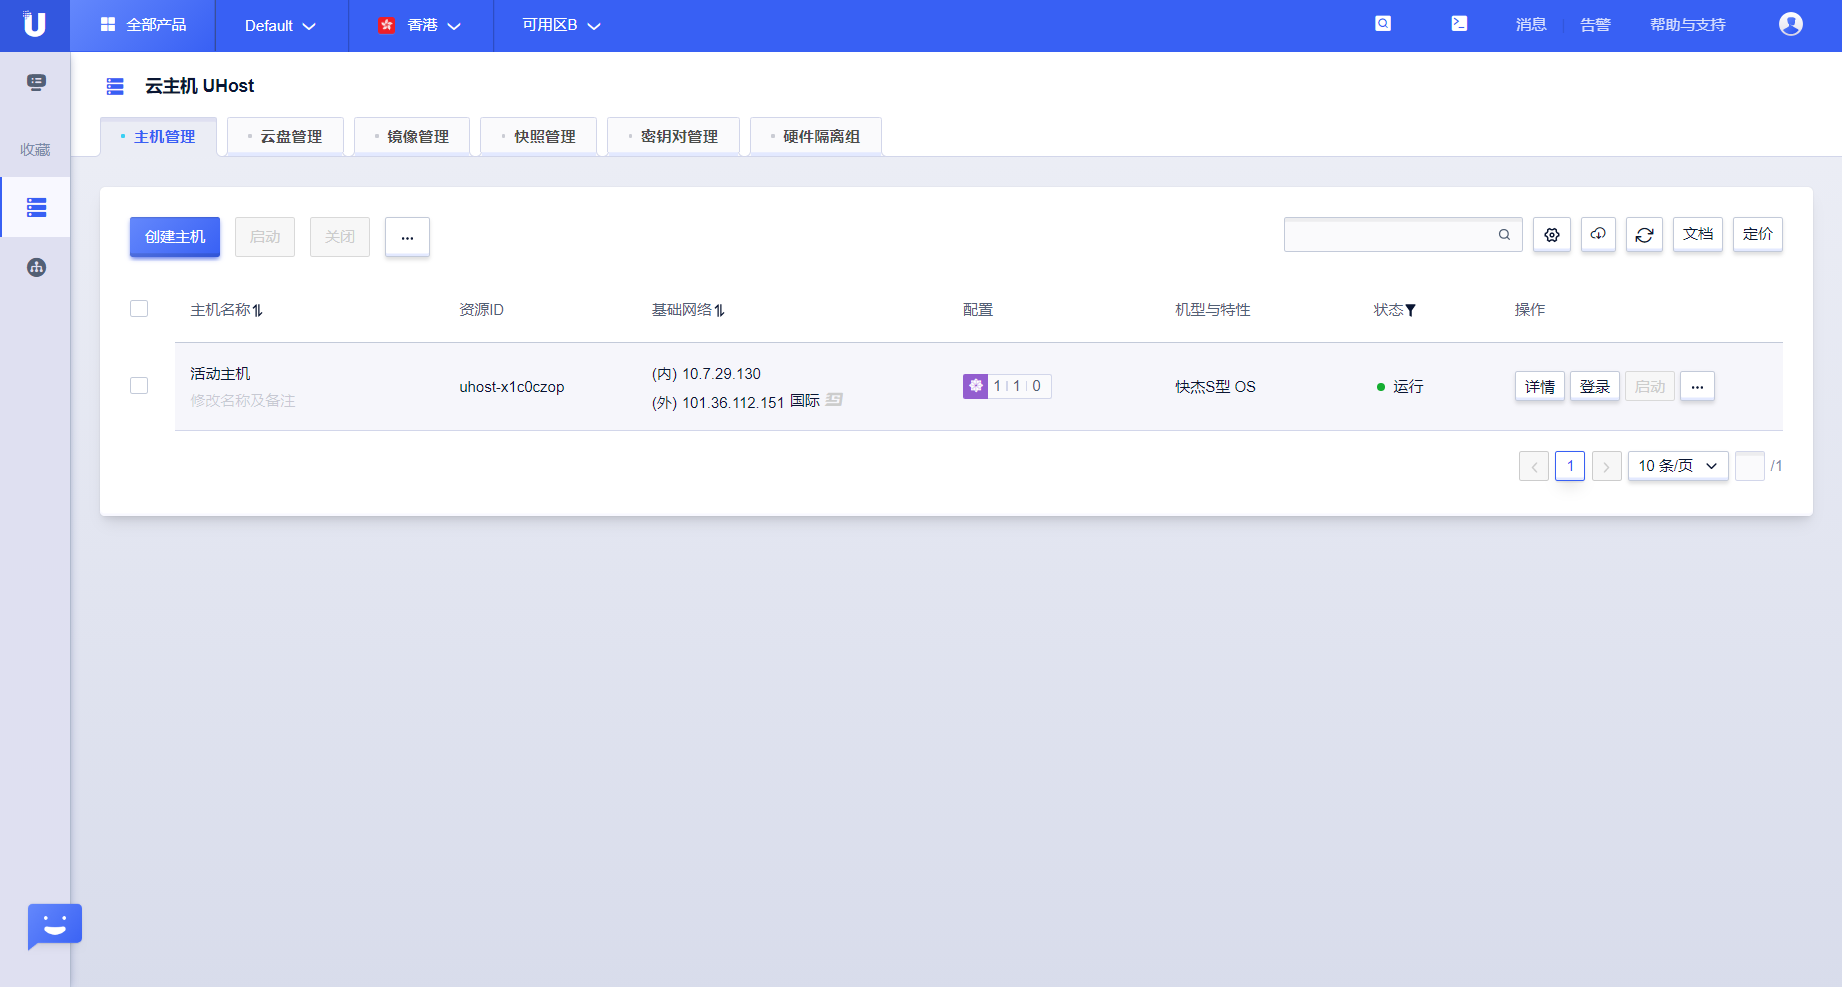 U 全部产品 Default 香港 可用区B 消息 告警 帮助与支持
收藏
云主机 UHost
主机管理 云盘管理 镜像管理 快照管理 密钥对管理 硬件隔离组
创建主机 启动 关闭 ... 文档 定价
主机名称 资源ID 基础网络 配置 机型与特性 状态 操作
活动主机
修改名称及备注
uhost-x1c0czop
(内) 10.7.29.130
(外) 101.36.112.151 国际
1 1 0
快杰S型 OS
运行
详情 登录 启动 ...
1 10 条/页 /1